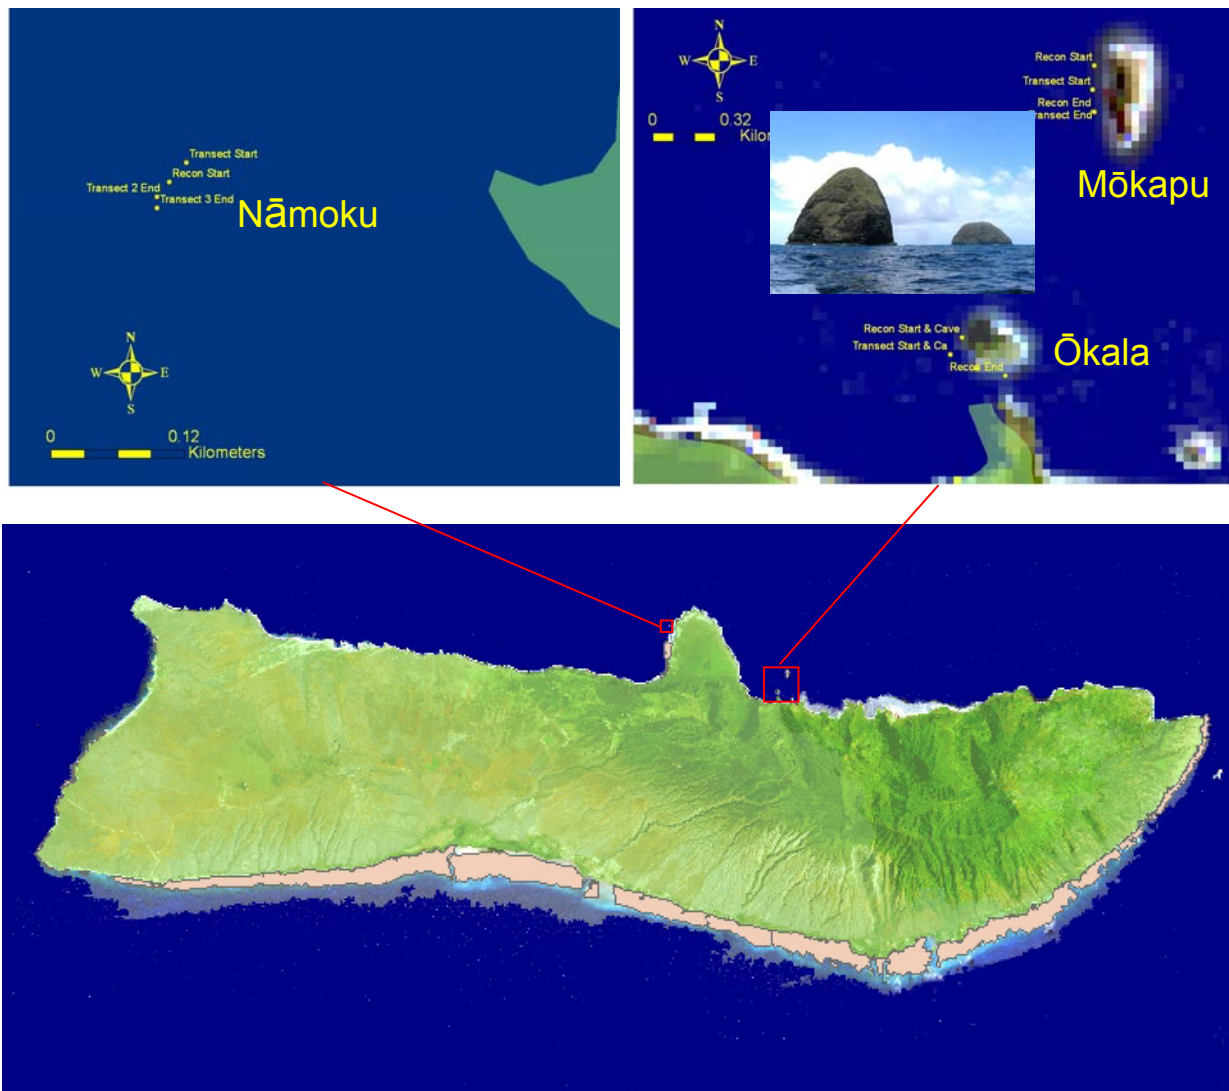 N
W E
S
Transect Start
Recon Start
Transect 2 End
Transect 3 End
Nāmoku
N
W E
S
0 0.12
Kilometers
N
W E
S
0 0.32
Recon Start
Transect Start
Recon End
Transect End
Mōkapu
Recon Start & Cave
Transect Start & Ca
Recon End
Ōkala